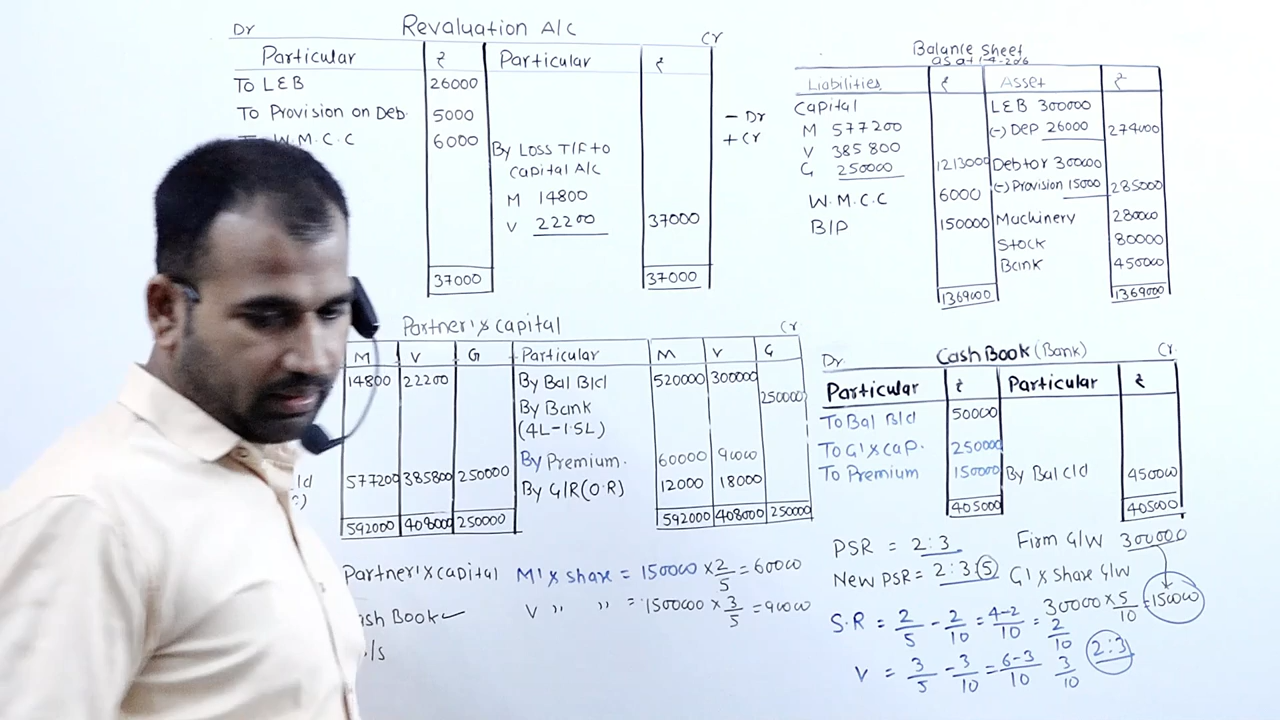 Dr Revaluation A/C Cr
Particular ₹ Particular ₹
To L&B 26000
To Provision on Deb. 5000
W.M.C.C 6000 By Loss T/F to
Capital A/C
M 14800
V 22200 37000
37000 37000
- Dr
+ Cr
Balance Sheet
as at 1-4-206
Liabilities ₹ Asset ₹
Capital L&B 300000
M 577200 (-) Dep 26000 274000
V 385800
G 250000 1213000 Debtor 300000
W.M.C.C 6000 (-) Provision 15000 285000
B/P 150000 Machinery 280000
Stock 80000
Bank 450000
1369000 1369000
Partner's Capital Cr
M V G Particular M V G
14800 22200 By Bal B/d 520000 300000
By Bank 250000
(4L-1.5L)
By Premium. 60000 90000
577200 385800 250000 By G/R (O.R) 12000 18000
592000 408000 250000 592000 408000 250000
Dr. Cash Book (Bank) Cr.
Particular ₹ Particular ₹
To Bal B/d 50000
To G's Cap. 250000
To Premium 150000 By Bal c/d 450000
405000 405000
Partner's Capital M's share = 150000 × 2/5 = 60000
V ,, ,, = 1500000 × 3/5 = 90000
Cash Book
PSR = 2:3 Firm G/W 300000
New PSR = 2:3:5 G's Share G/W
300000 × 5/10 = 150000
S.R = 2/5 - 2/10 = 4-2/10 = 2/10
V = 3/5 - 3/10 = 6-3/10 3/10 2:3